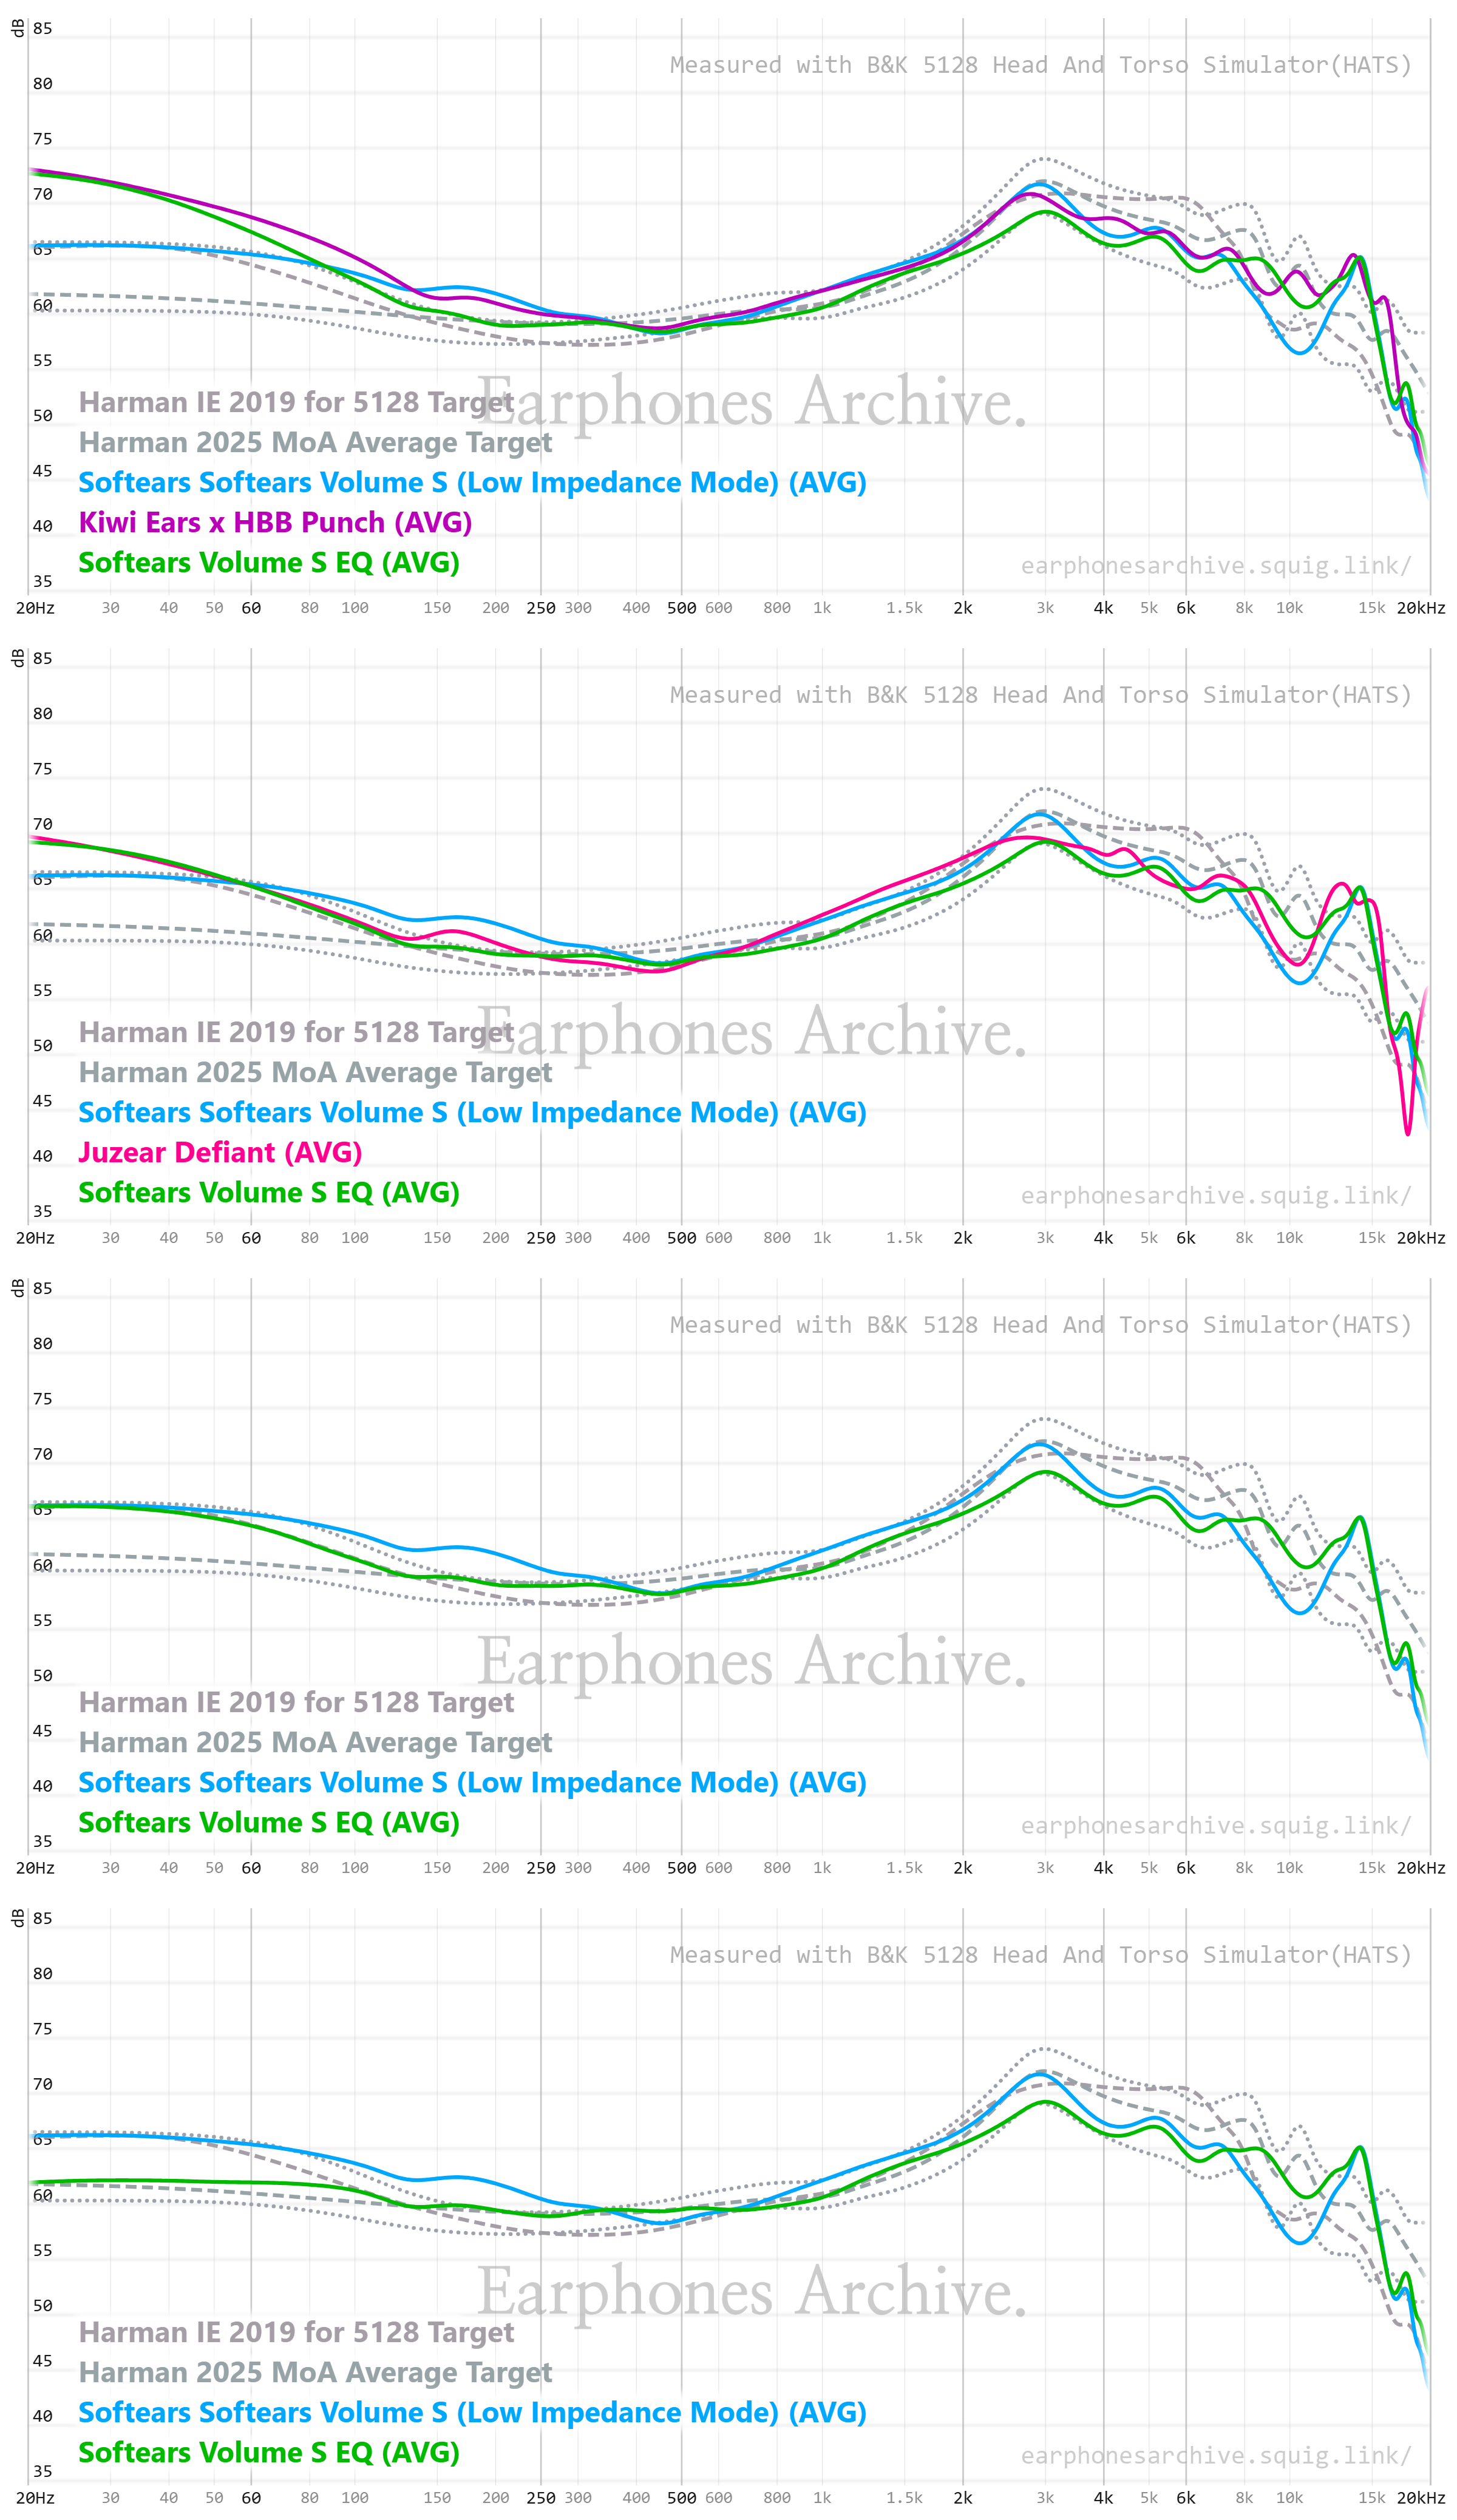 dB
85
Measured with B&K 5128 Head And Torso Simulator(HATS)
80
75
70
65
60
55
Earphones Archive.
Harman IE 2019 for 5128 Target
50
Harman 2025 MoA Average Target
45
Softears Softears Volume S (Low Impedance Mode) (AVG)
Kiwi Ears x HBB Punch (AVG)
40
Softears Volume S EQ (AVG)
earphonesarchive.squig.link/
35
20Hz 30 40 50 60 80 100 150 200 250 300 400 500 600 800 1k 1.5k 2k 3k 4k 5k 6k 8k 10k 15k 20kHz
dB
85
Measured with B&K 5128 Head And Torso Simulator(HATS)
80
75
70
65
60
55
Earphones Archive.
Harman IE 2019 for 5128 Target
50
Harman 2025 MoA Average Target
45
Softears Softears Volume S (Low Impedance Mode) (AVG)
Juzear Defiant (AVG)
40
Softears Volume S EQ (AVG)
earphonesarchive.squig.link/
35
20Hz 30 40 50 60 80 100 150 200 250 300 400 500 600 800 1k 1.5k 2k 3k 4k 5k 6k 8k 10k 15k 20kHz
dB
85
Measured with B&K 5128 Head And Torso Simulator(HATS)
80
75
70
65
60
55
Earphones Archive.
50
Harman IE 2019 for 5128 Target
Harman 2025 MoA Average Target
45
Softears Softears Volume S (Low Impedance Mode) (AVG)
40
Softears Volume S EQ (AVG)
earphonesarchive.squig.link/
35
20Hz 30 40 50 60 80 100 150 200 250 300 400 500 600 800 1k 1.5k 2k 3k 4k 5k 6k 8k 10k 15k 20kHz
dB
85
Measured with B&K 5128 Head And Torso Simulator(HATS)
80
75
70
65
60
55
Earphones Archive.
50
Harman IE 2019 for 5128 Target
45
Harman 2025 MoA Average Target
Softears Softears Volume S (Low Impedance Mode) (AVG)
40
Softears Volume S EQ (AVG)
earphonesarchive.squig.link/
35
20Hz 30 40 50 60 80 100 150 200 250 300 400 500 600 800 1k 1.5k 2k 3k 4k 5k 6k 8k 10k 15k 20kHz